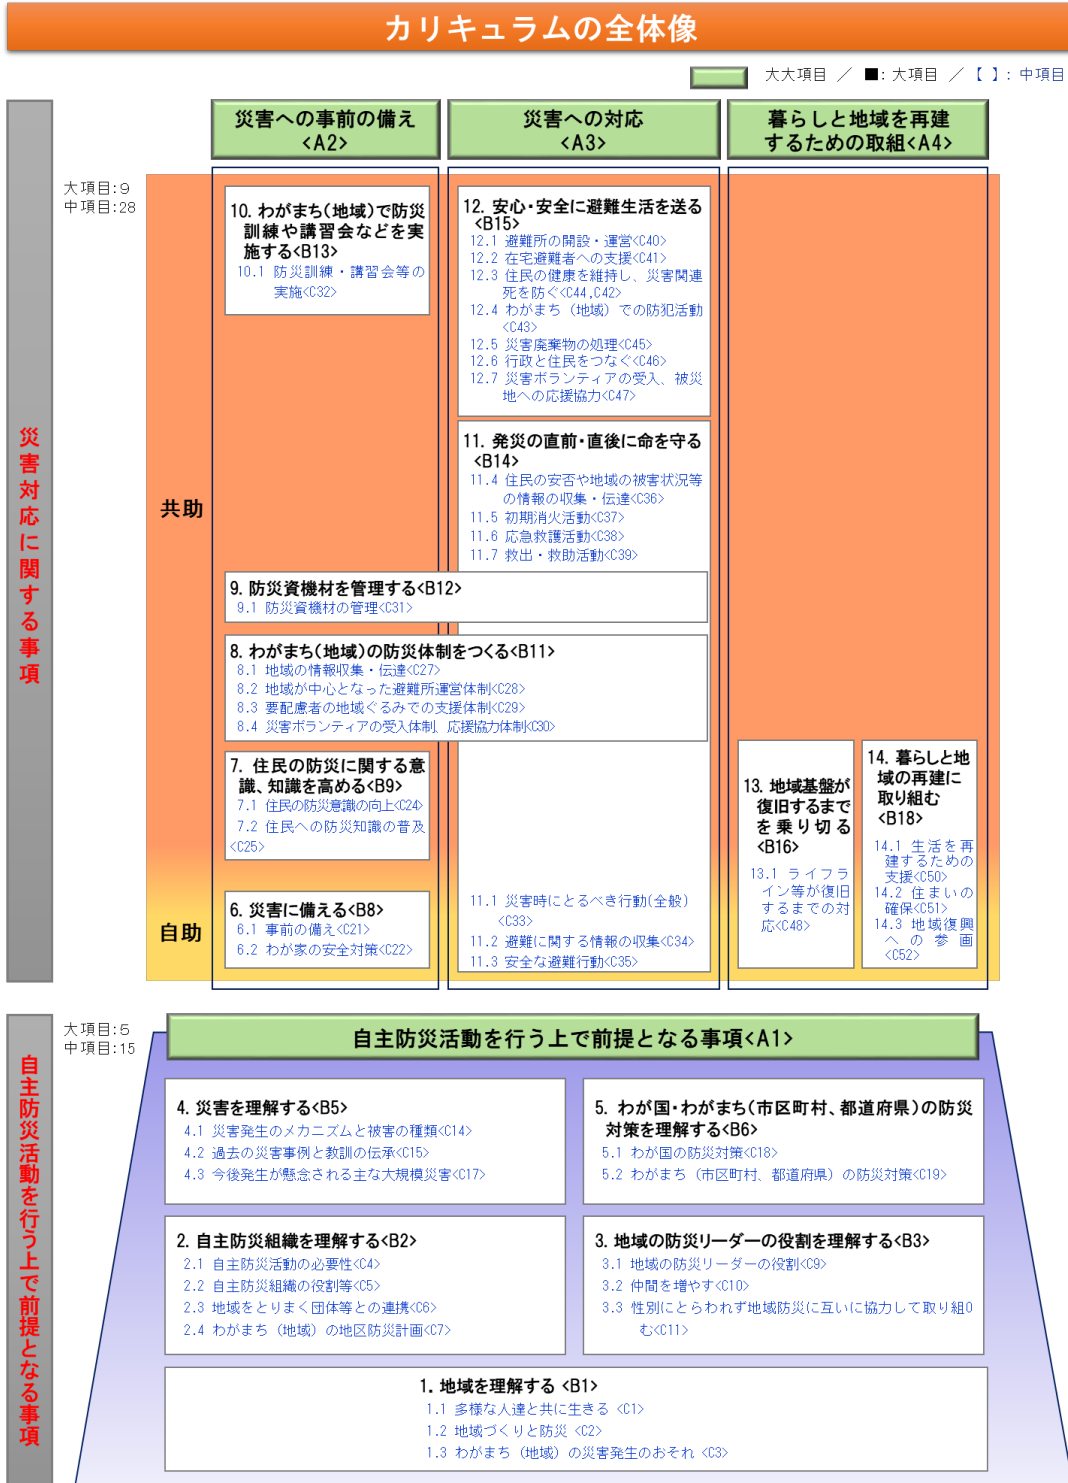 カリキュラムの全体像
大大項目 ／ ■: 大項目 ／【 】: 中項目
災害対応に関する事項
大項目:9
中項目:28
災害への事前の備え
<A2>
災害への対応
<A3>
暮らしと地域を再建
するための取組<A4>
共助
自助
10. わがまち(地域)で防災
訓練や講習会などを実
施する<B13>
10.1 防災訓練・講習会等の
実施<C32>
12. 安心・安全に避難生活を送る
<B15>
12.1 避難所の開設・運営<C40>
12.2 在宅避難者への支援<C41>
12.3 住民の健康を維持し、災害関連
死を防ぐ<C44,C42>
12.4 わがまち（地域）での防犯活動
<C43>
12.5 災害廃棄物の処理<C45>
12.6 行政と住民をつなぐ<C46>
12.7 災害ボランティアの受入、被災
地への応援協力<C47>
11. 発災の直前・直後に命を守る
<B14>
11.4 住民の安否や地域の被害状況等
の情報の収集・伝達<C36>
11.5 初期消火活動<C37>
11.6 応急救護活動<C38>
11.7 救出・救助活動<C39>
9. 防災資機材を管理する<B12>
9.1 防災資機材の管理<C31>
8. わがまち(地域)の防災体制をつくる<B11>
8.1 地域の情報収集・伝達<C27>
8.2 地域が中心となった避難所運営体制<C28>
8.3 要配慮者の地域ぐるみでの支援体制<C29>
8.4 災害ボランティアの受入体制、応援協力体制<C30>
7. 住民の防災に関する意
識、知識を高める<B9>
7.1 住民の防災意識の向上<C24>
7.2 住民への防災知識の普及
<C25>
6. 災害に備える<B8>
6.1 事前の備え<C21>
6.2 わが家の安全対策<C22>
11.1 災害時にとるべき行動(全般)
<C33>
11.2 避難に関する情報の収集<C34>
11.3 安全な避難行動<C35>
13. 地域基盤が
復旧するまで
を乗り切る
<B16>
13.1 ライフラ
イン等が復旧
するまでの対
応<C48>
14. 暮らしと地
域の再建に
取り組む
<B18>
14.1 生活を再
建するための
支援<C50>
14.2 住まいの
確保<C51>
14.3 地域復興
への参画
<C52>
自主防災活動を行う上で前提となる事項
大項目:5
中項目:15
自主防災活動を行う上で前提となる事項<A1>
4. 災害を理解する<B5>
4.1 災害発生のメカニズムと被害の種類<C14>
4.2 過去の災害事例と教訓の伝承<C15>
4.3 今後発生が懸念される主な大規模災害<C17>
5. わが国・わがまち(市区町村、都道府県)の防災
対策を理解する<B6>
5.1 わが国の防災対策<C18>
5.2 わがまち（市区町村、都道府県）の防災対策<C19>
2. 自主防災組織を理解する<B2>
2.1 自主防災活動の必要性<C4>
2.2 自主防災組織の役割等<C5>
2.3 地域をとりまく団体等との連携<C6>
2.4 わがまち（地域）の地区防災計画<C7>
3. 地域の防災リーダーの役割を理解する<B3>
3.1 地域の防災リーダーの役割<C9>
3.2 仲間を増やす<C10>
3.3 性別にとらわれず地域防災に互いに協力して取り組0
む<C11>
1. 地域を理解する <B1>
1.1 多様な人達と共に生きる <C1>
1.2 地域づくりと防災 <C2>
1.3 わがまち（地域）の災害発生のおそれ <C3>